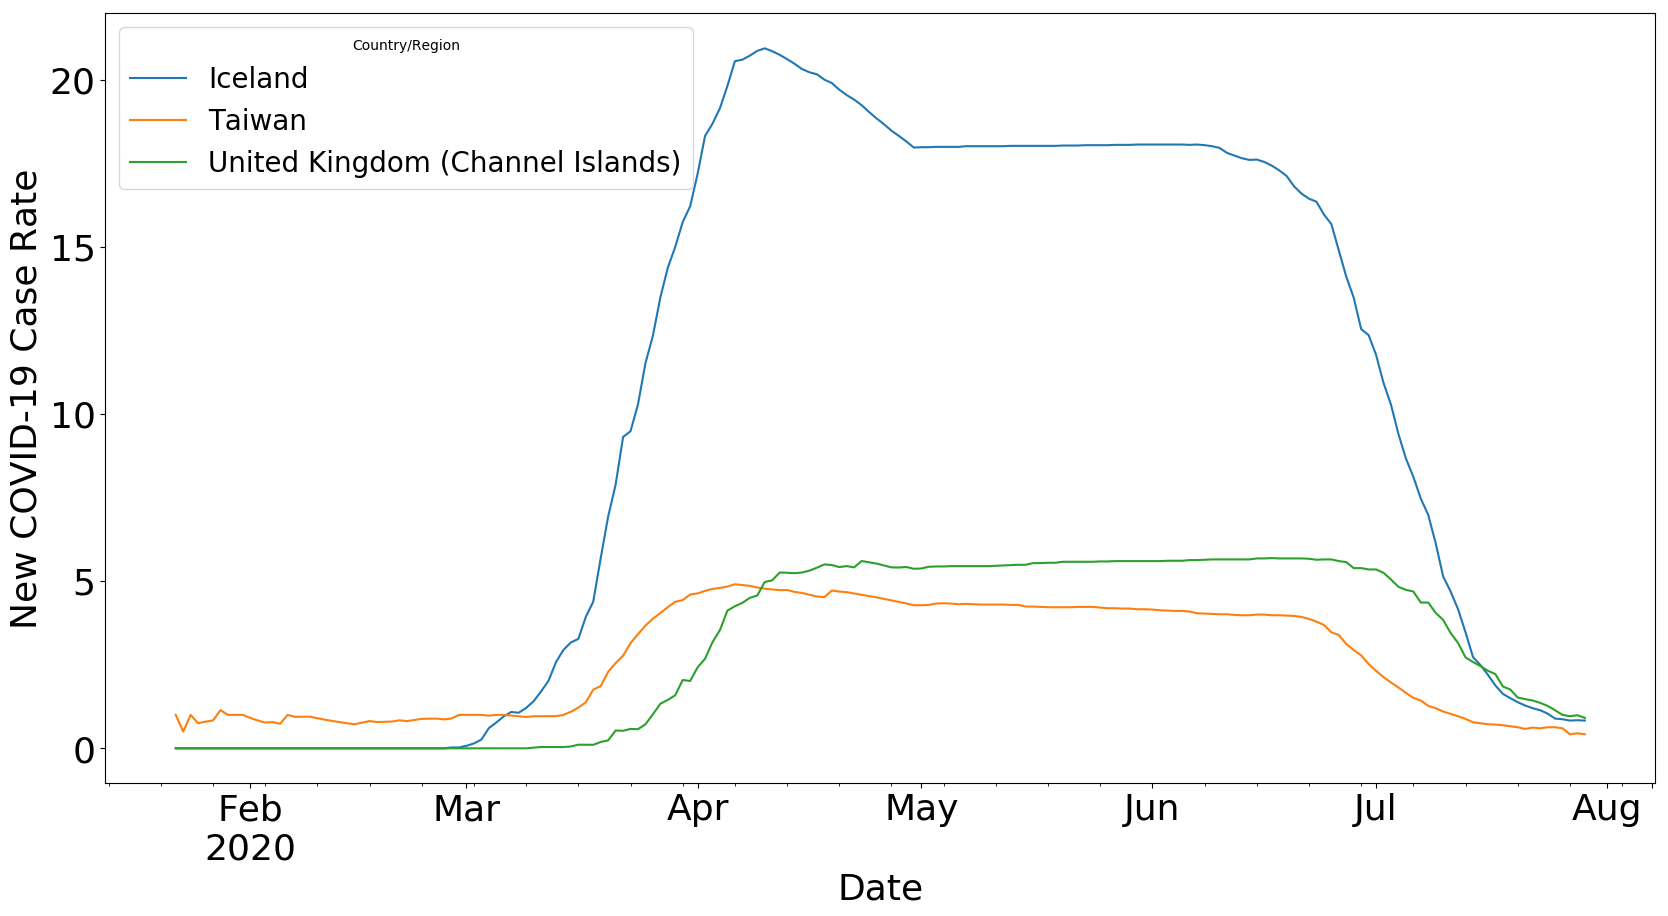 Country/Region
Iceland
Taiwan
United Kingdom (Channel Islands)
New COVID-19 Case Rate
20
15
10
5
0
Feb Mar Apr May Jun Jul Aug
2020
Date